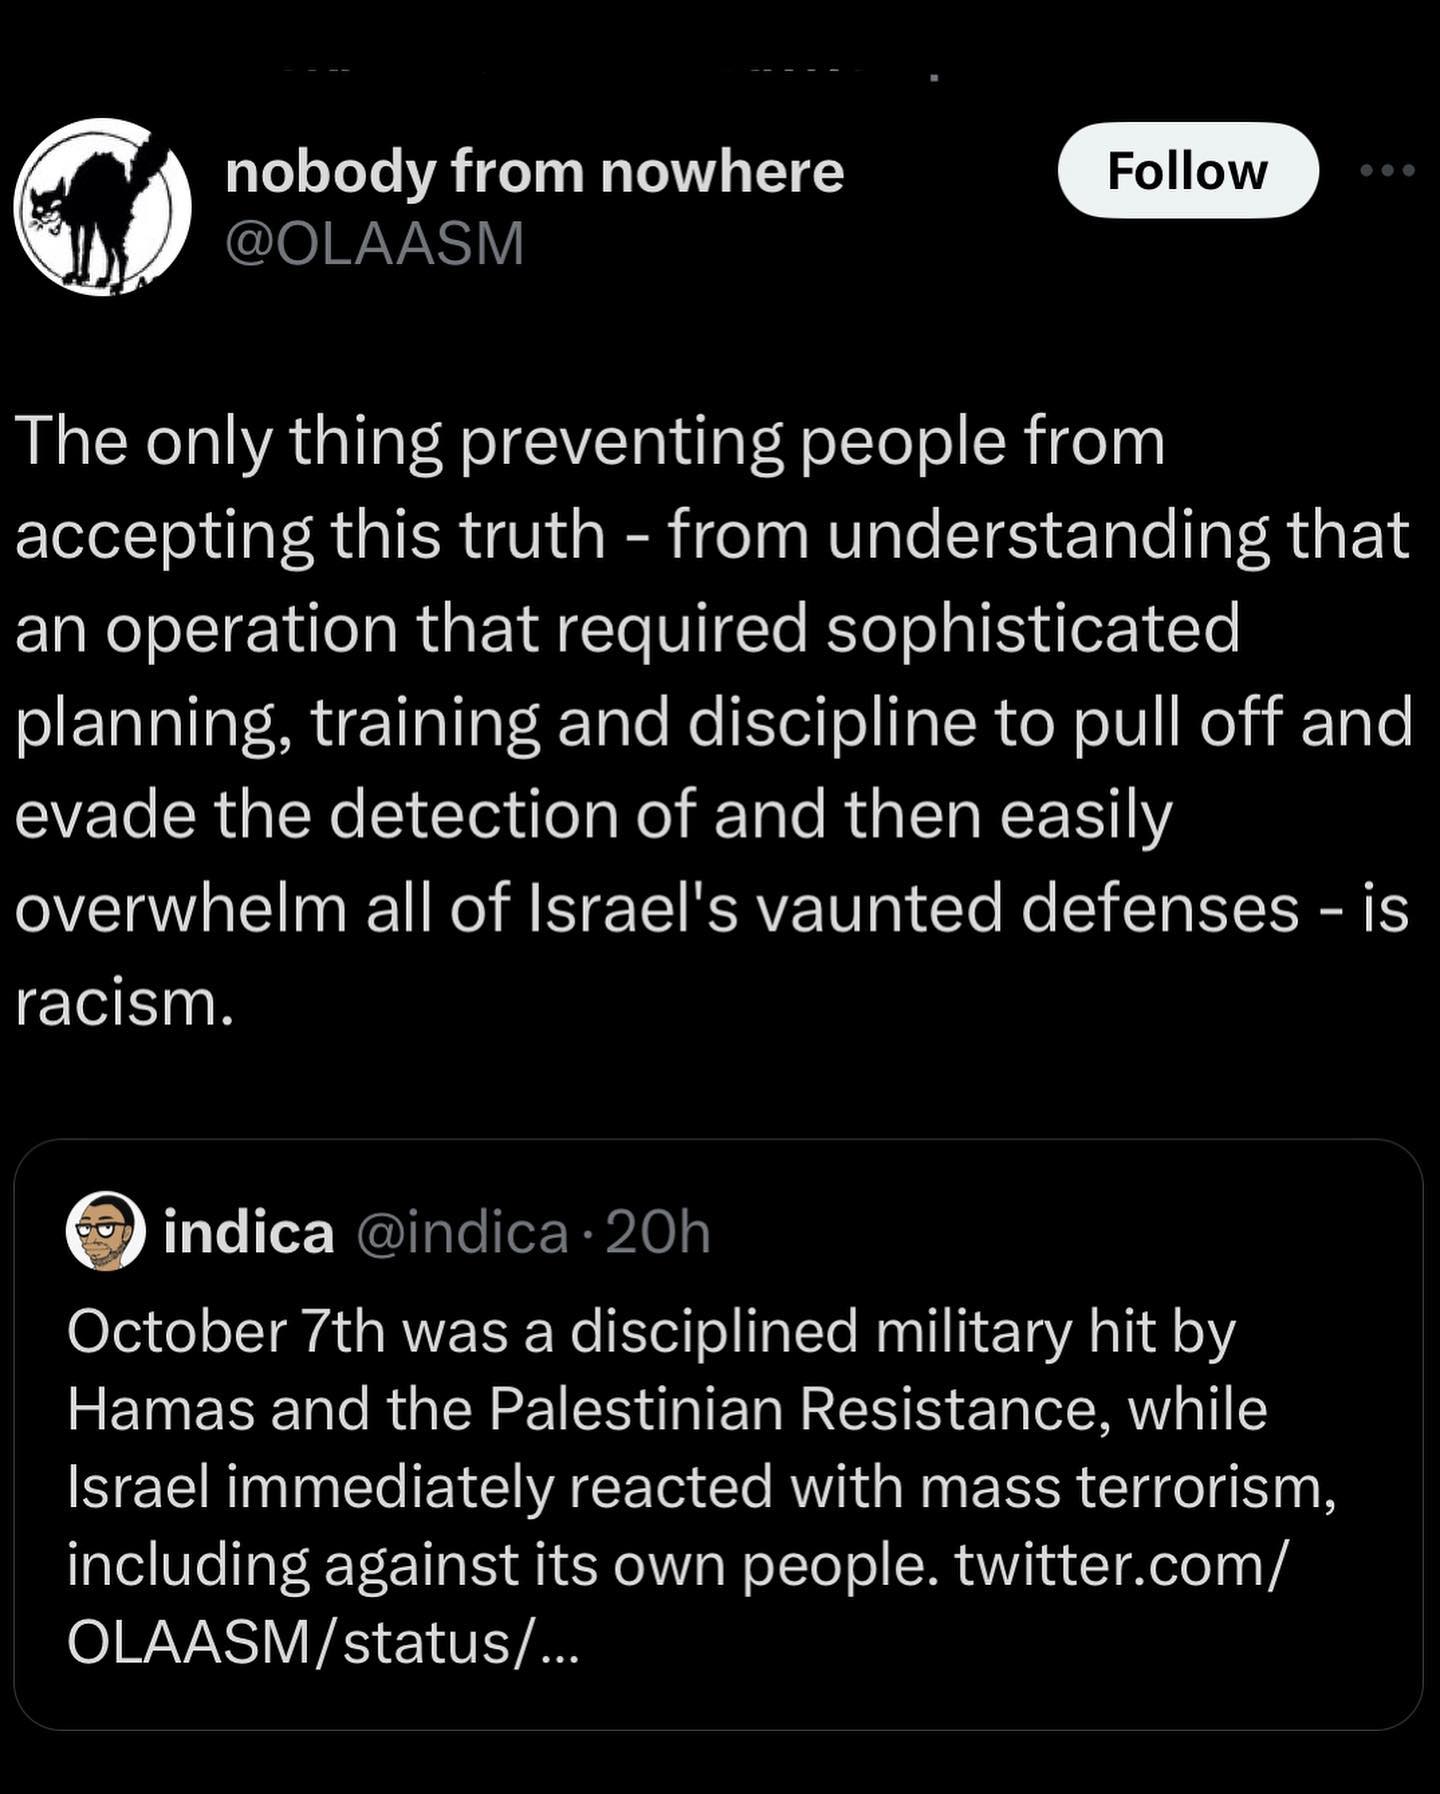 nobody from nowhere
Follow
@OLAASM
The only thing preventing people from
accepting this truth - from understanding that
an operation that required sophisticated
planning, training and discipline to pull off and
evade the detection of and then easily
overwhelm all of Israel's vaunted defenses - is
racism.
indica @indica · 20h
October 7th was a disciplined military hit by
Hamas and the Palestinian Resistance, while
Israel immediately reacted with mass terrorism,
including against its own people. twitter.com/
OLAASM/status/...